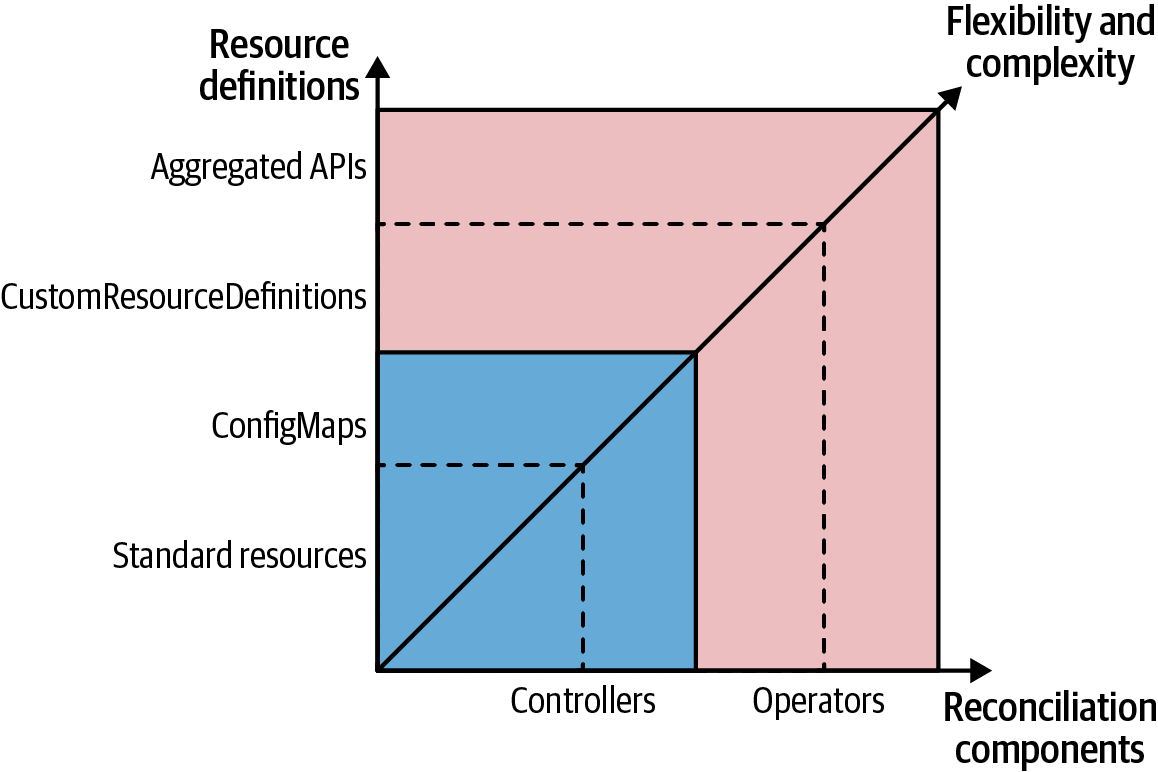 Flexibility and
complexity
Resource
definitions
Aggregated APIs
CustomResourceDefinitions
ConfigMaps
Standard resources
Controllers
Operators
Reconciliation
components